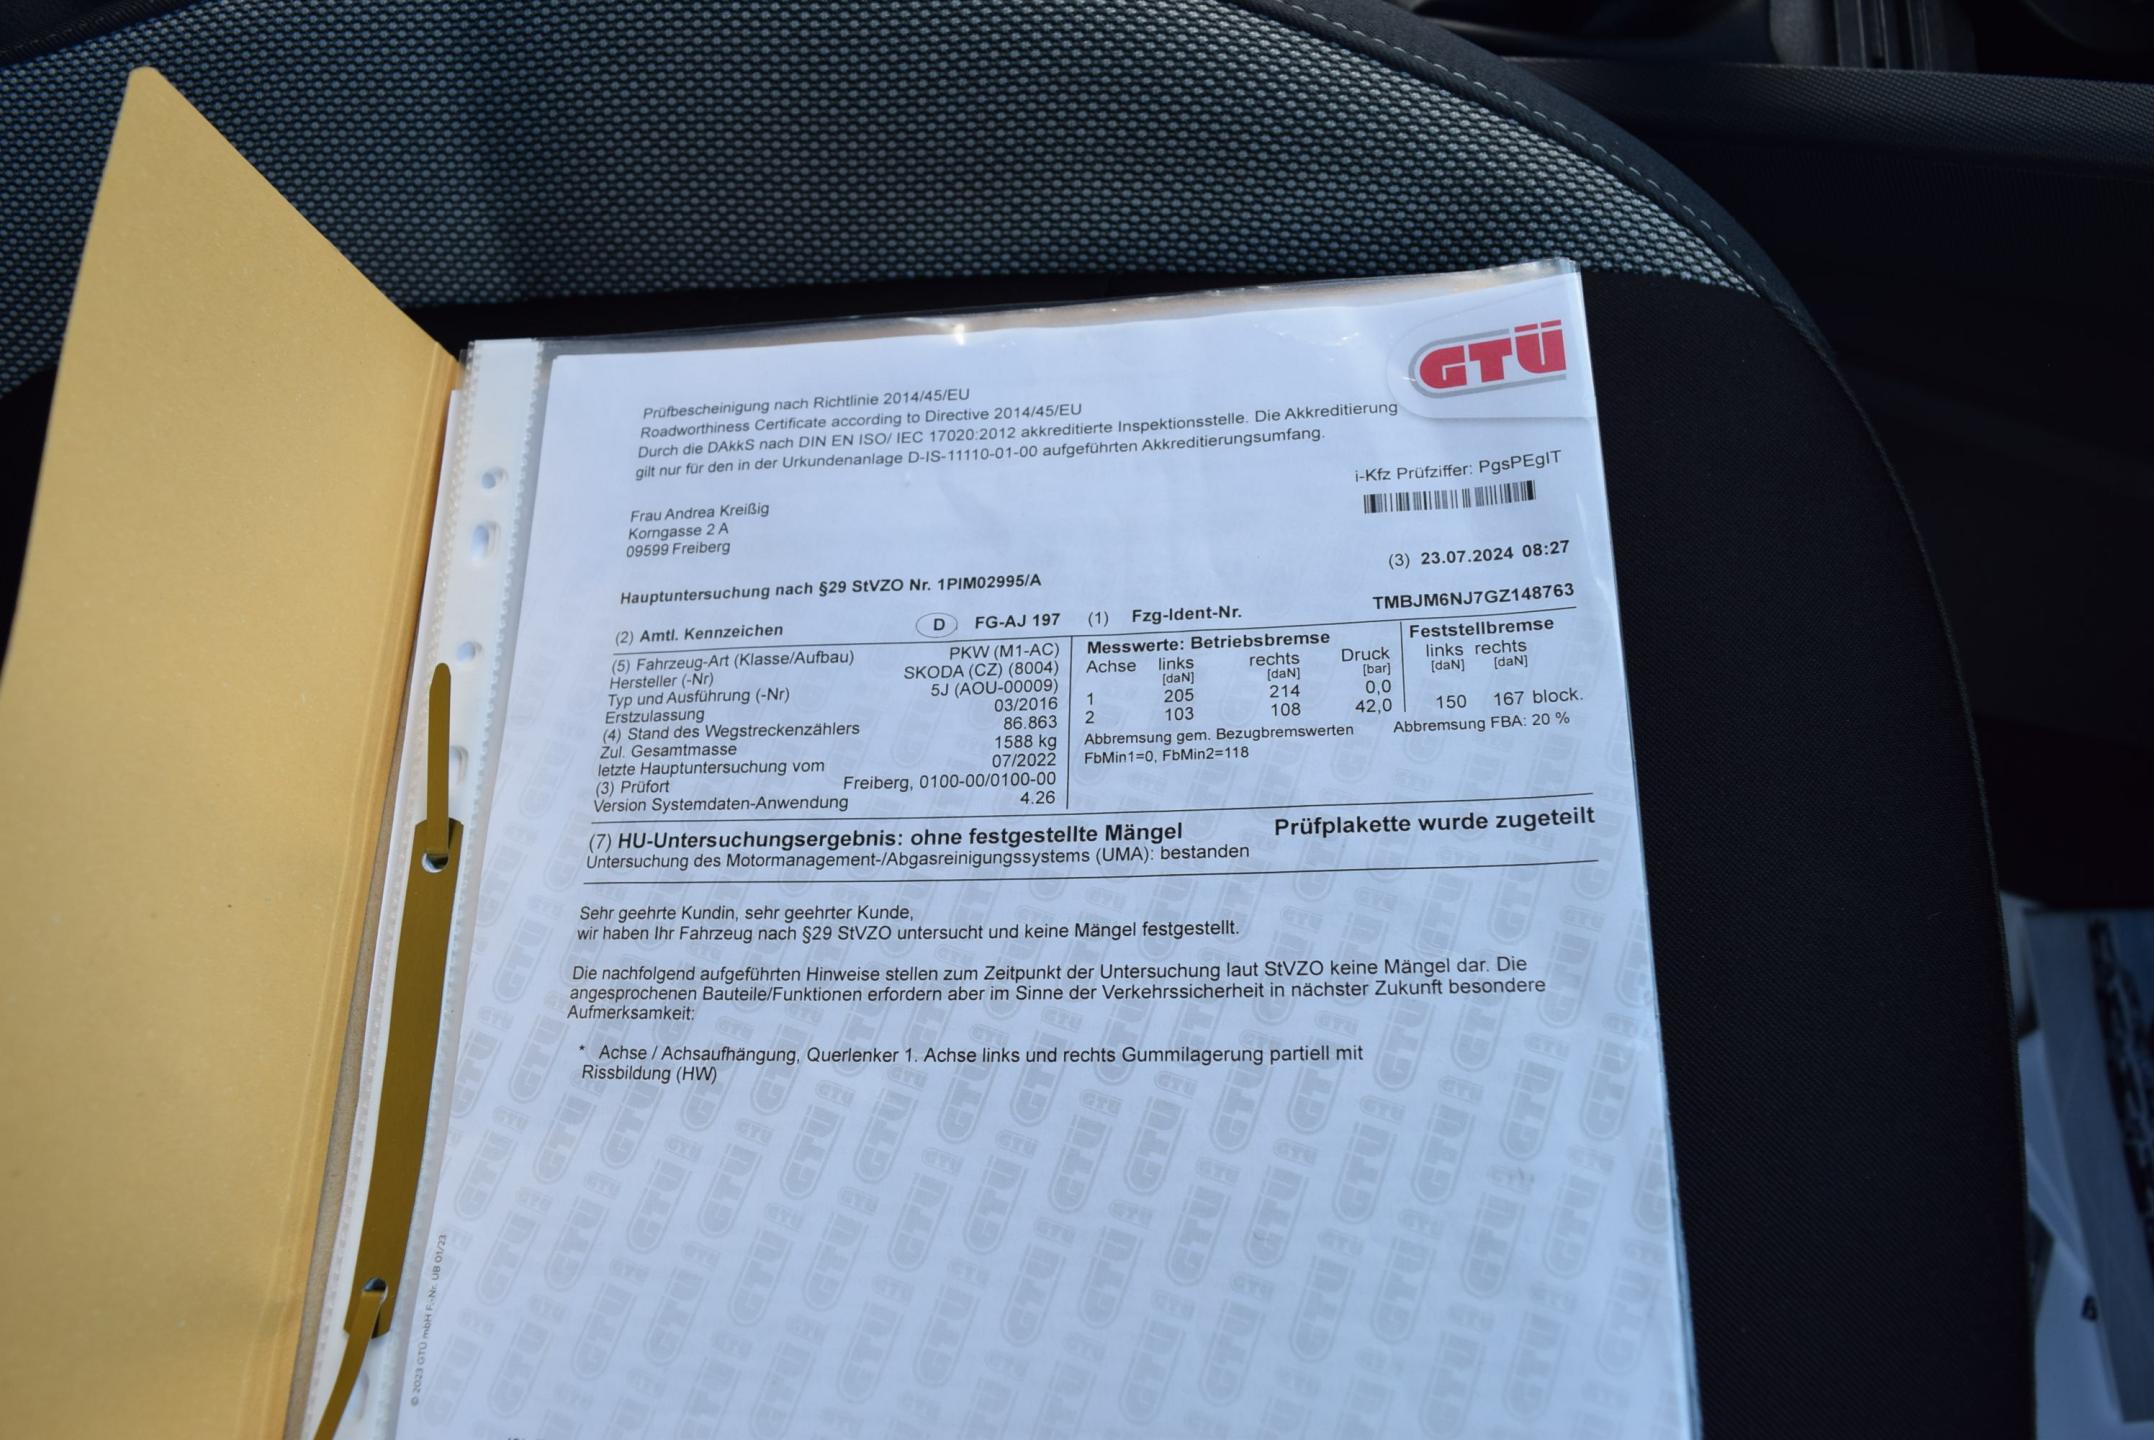 GTÜ
Prüfbescheinigung nach Richtlinie 2014/45/EU
Roadworthiness Certificate according to Directive 2014/45/EU
Durch die DAkkS nach DIN EN ISO/ IEC 17020:2012 akkreditierte Inspektionsstelle. Die Akkreditierung
gilt nur für den in der Urkundenanlage D-IS-11110-01-00 aufgeführten Akkreditierungsumfang.
i-Kfz Prüfziffer: PgsPEgIT
Frau Andrea Kreißig
Korngasse 2 A
09599 Freiberg
(3) 23.07.2024 08:27
Hauptuntersuchung nach §29 StVZO Nr. 1PIM02995/A
(2) Amtl. Kennzeichen D FG-AJ 197 (1) Fzg-Ident-Nr. TMBJM6NJ7GZ148763
(5) Fahrzeug-Art (Klasse/Aufbau) PKW (M1-AC)
Hersteller (-Nr) SKODA (CZ) (8004)
Typ und Ausführung (-Nr) 5J (AOU-00009)
Erstzulassung 03/2016
(4) Stand des Wegstreckenzählers 86.863
Zul. Gesamtmasse 1588 kg
letzte Hauptuntersuchung vom 07/2022
(3) Prüfort Freiberg, 0100-00/0100-00
Version Systemdaten-Anwendung 4.26
Messwerte: Betriebsbremse Feststellbremse
Achse links rechts Druck links rechts
[daN] [daN] [bar] [daN] [daN]
1 205 214 0,0
2 103 108 42,0 150 167 block.
Abbremsung gem. Bezugbremswerten Abbremsung FBA: 20 %
FbMin1=0, FbMin2=118
(7) HU-Untersuchungsergebnis: ohne festgestellte Mängel Prüfplakette wurde zugeteilt
Untersuchung des Motormanagement-/Abgasreinigungssystems (UMA): bestanden
Sehr geehrte Kundin, sehr geehrter Kunde,
wir haben Ihr Fahrzeug nach §29 StVZO untersucht und keine Mängel festgestellt.
Die nachfolgend aufgeführten Hinweise stellen zum Zeitpunkt der Untersuchung laut StVZO keine Mängel dar. Die
angesprochenen Bauteile/Funktionen erfordern aber im Sinne der Verkehrssicherheit in nächster Zukunft besondere
Aufmerksamkeit:
* Achse / Achsaufhängung, Querlenker 1. Achse links und rechts Gummilagerung partiell mit
Rissbildung (HW)
© 2023 GTÜ mbH F.-Nr. UB 01/23